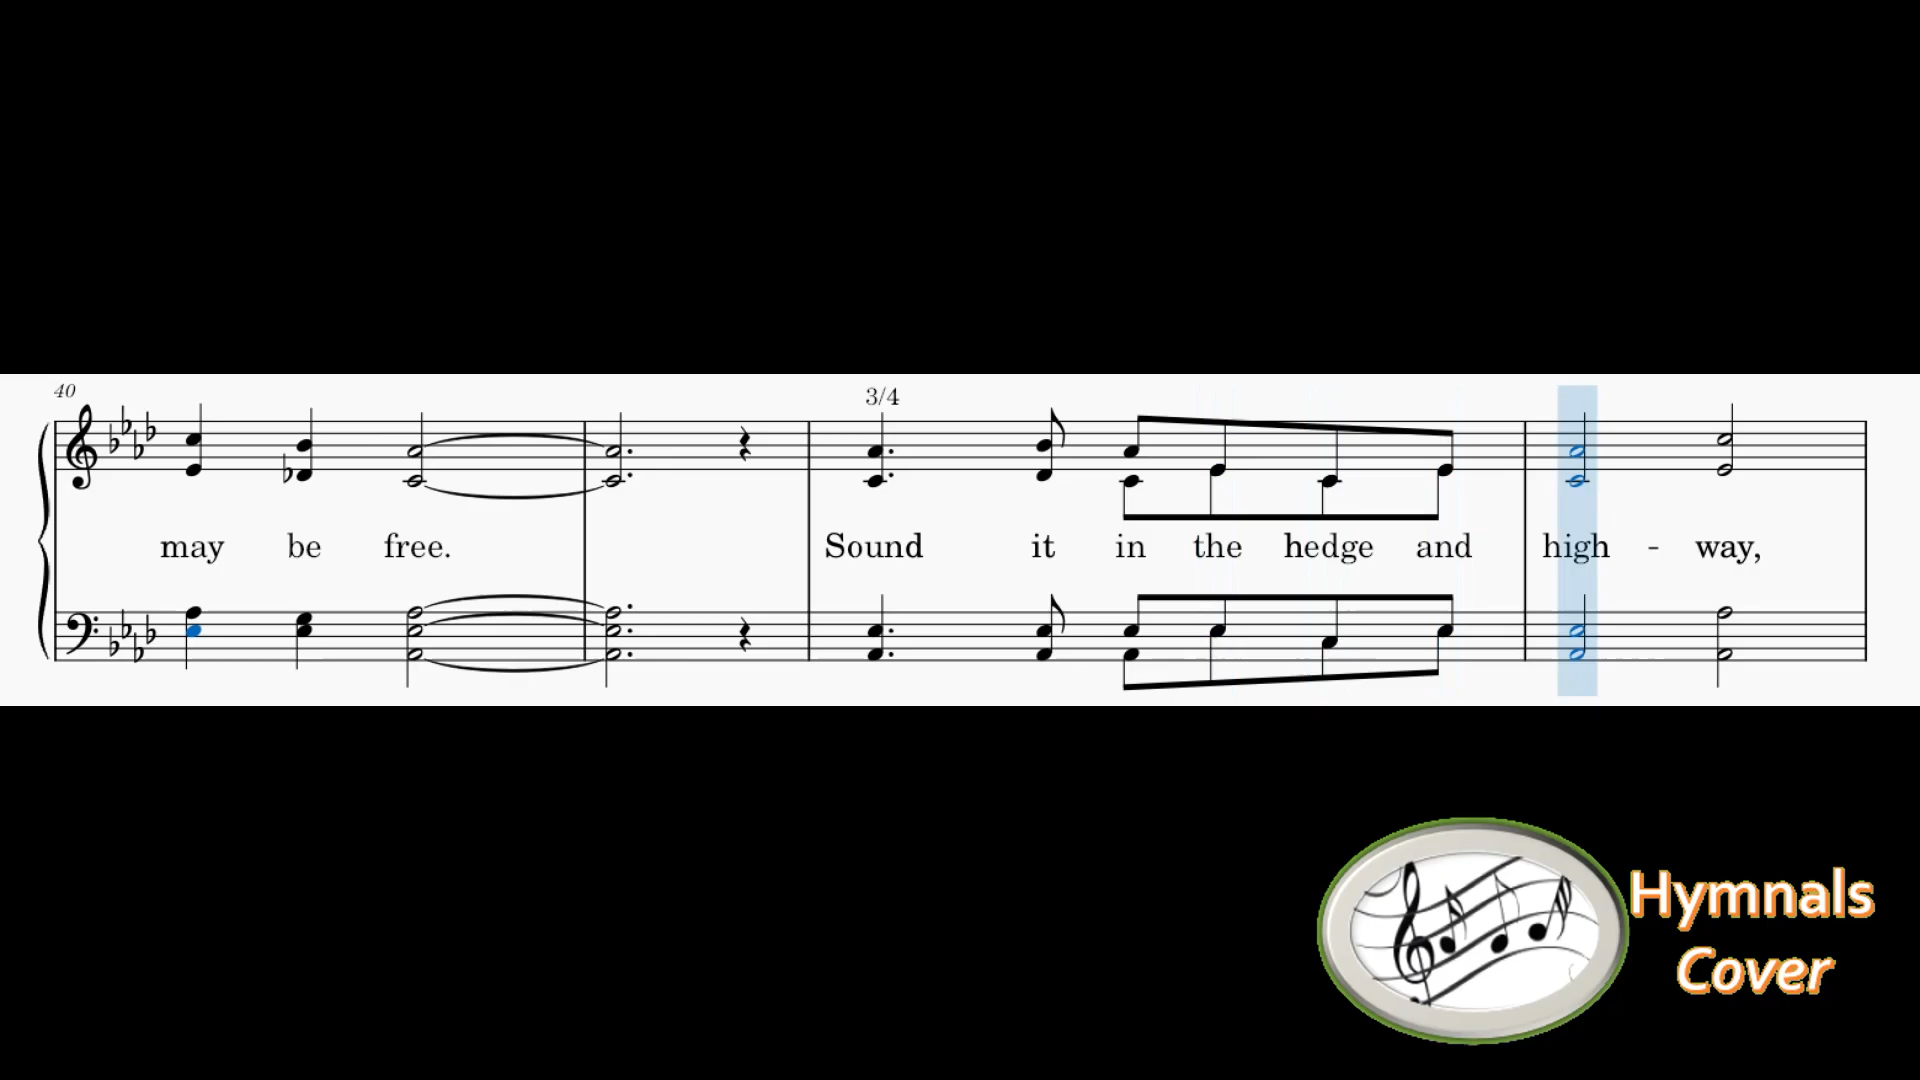 40
3/4
may be free. Sound it in the hedge and high - way,
Hymnals
Cover